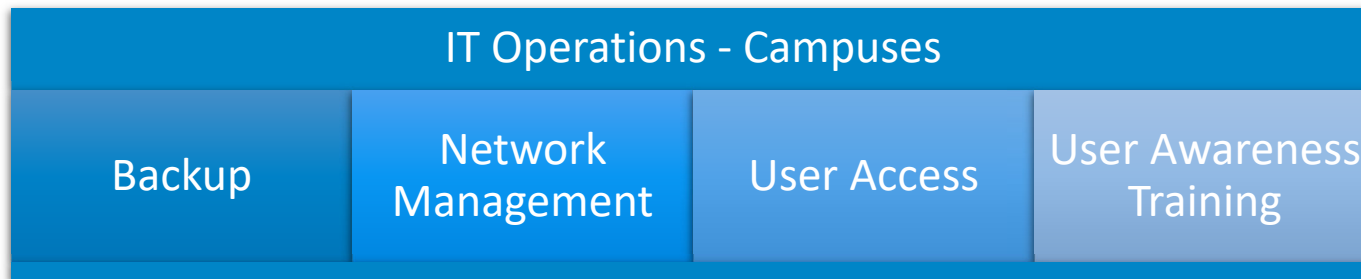 IT Operations - Campuses
Backup
Network
Management
User Access
User Awareness
Training